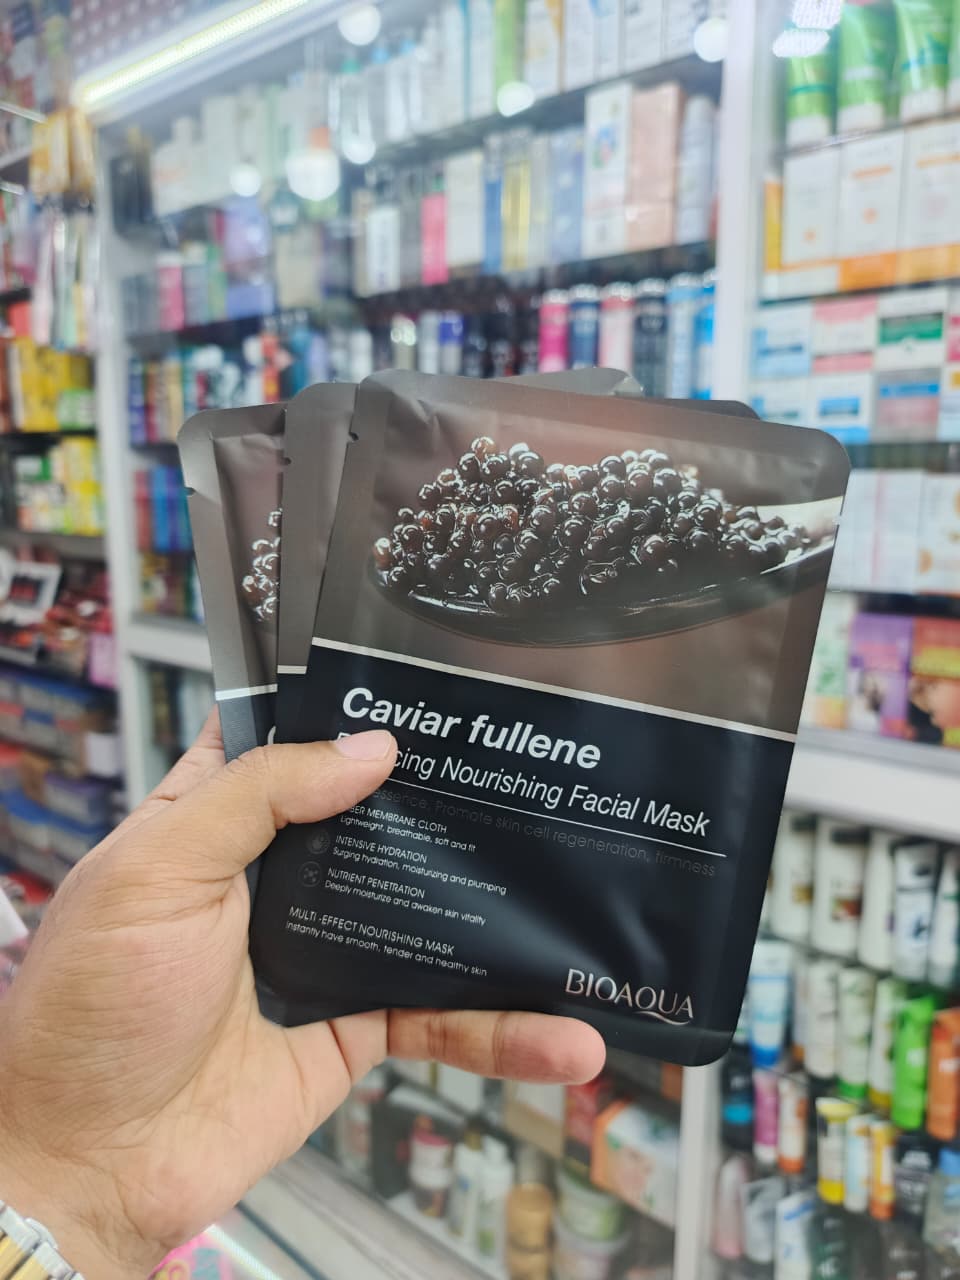 Caviar fullene
Nourishing Facial Mask
essence, Promote skin cell regeneration, firmness
MEMBRANE CLOTH
Lightweight, breathable, soft and fit
INTENSIVE HYDRATION
Surging hydration, moisturizing and plumping
NUTRIENT PENETRATION
Deeply moisturize and awaken skin vitality
MULTI-EFFECT NOURISHING MASK
Instantly have smooth, tender and healthy skin
BIOAQUA